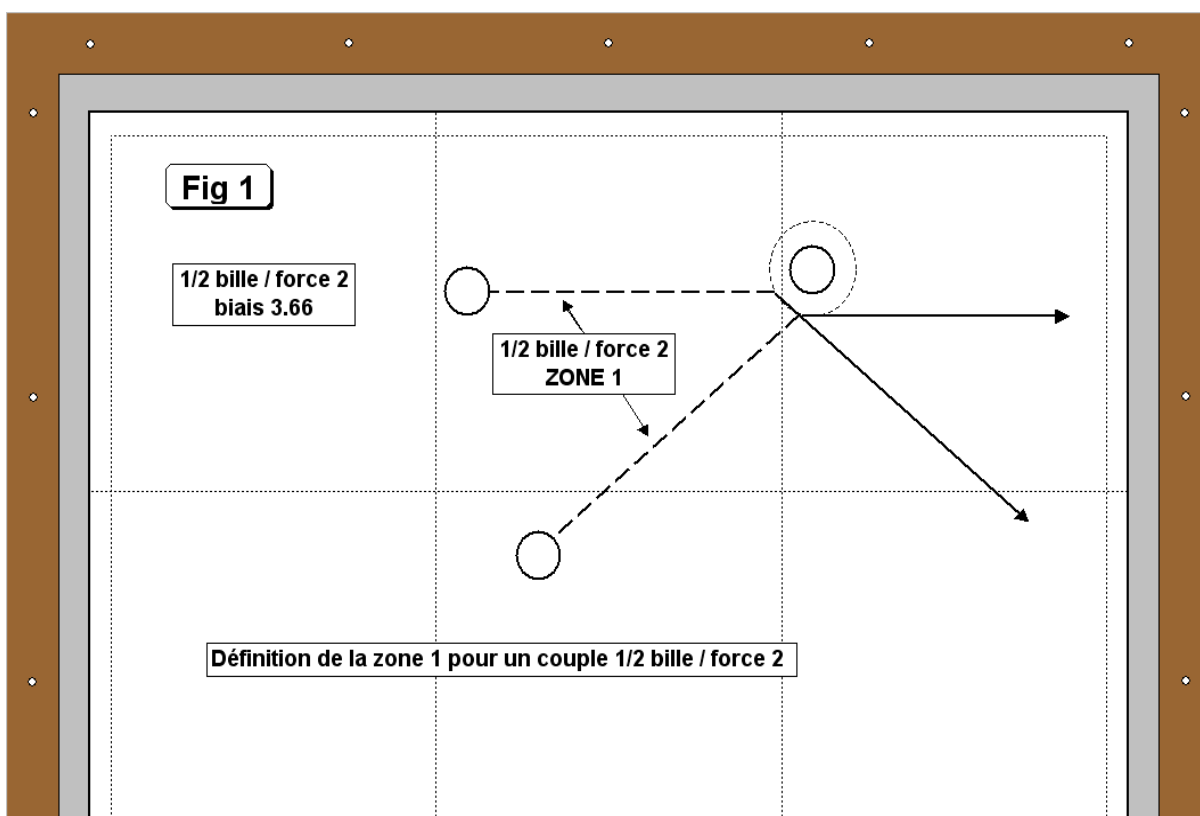 Fig 1
1/2 bille / force 2
biais 3.66
1/2 bille / force 2
ZONE 1
Définition de la zone 1 pour un couple 1/2 bille / force 2